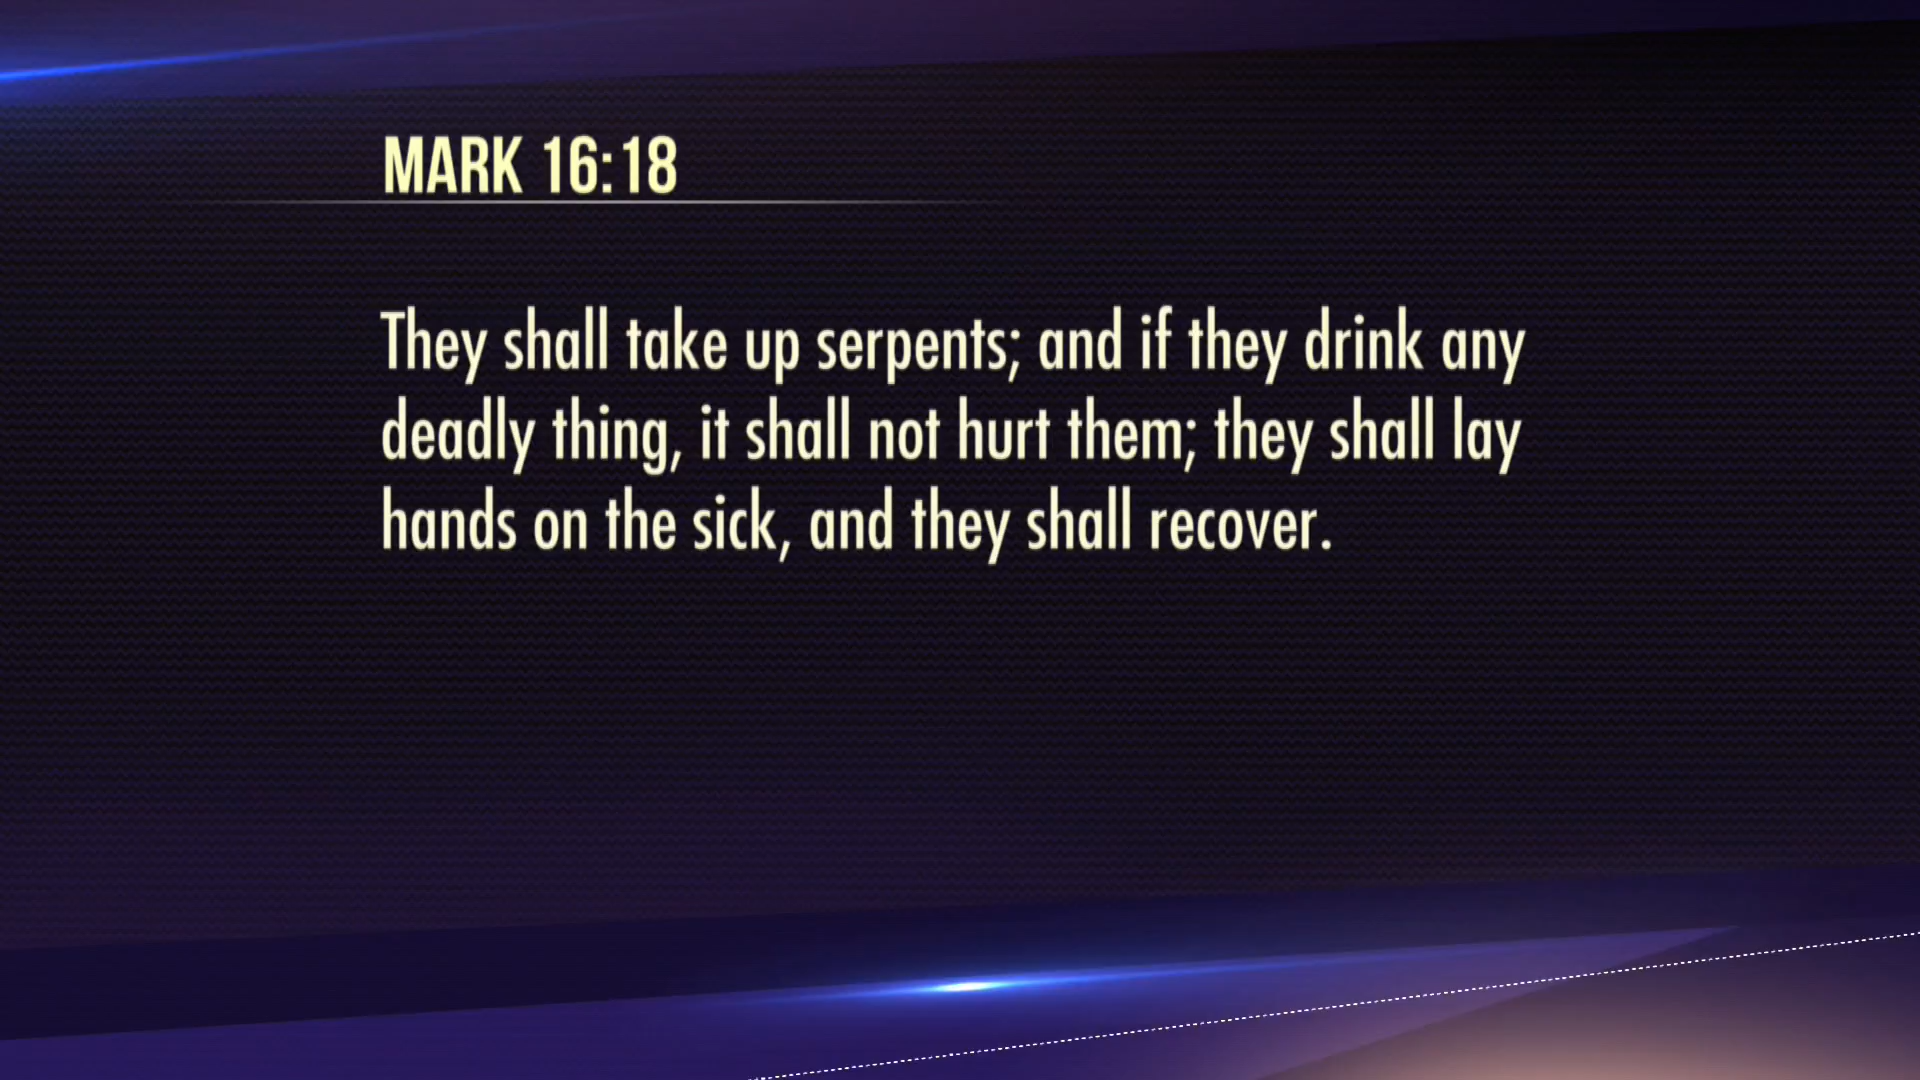 MARK 16:18
They shall take up serpents; and if they drink any
deadly thing, it shall not hurt them; they shall lay
hands on the sick, and they shall recover.